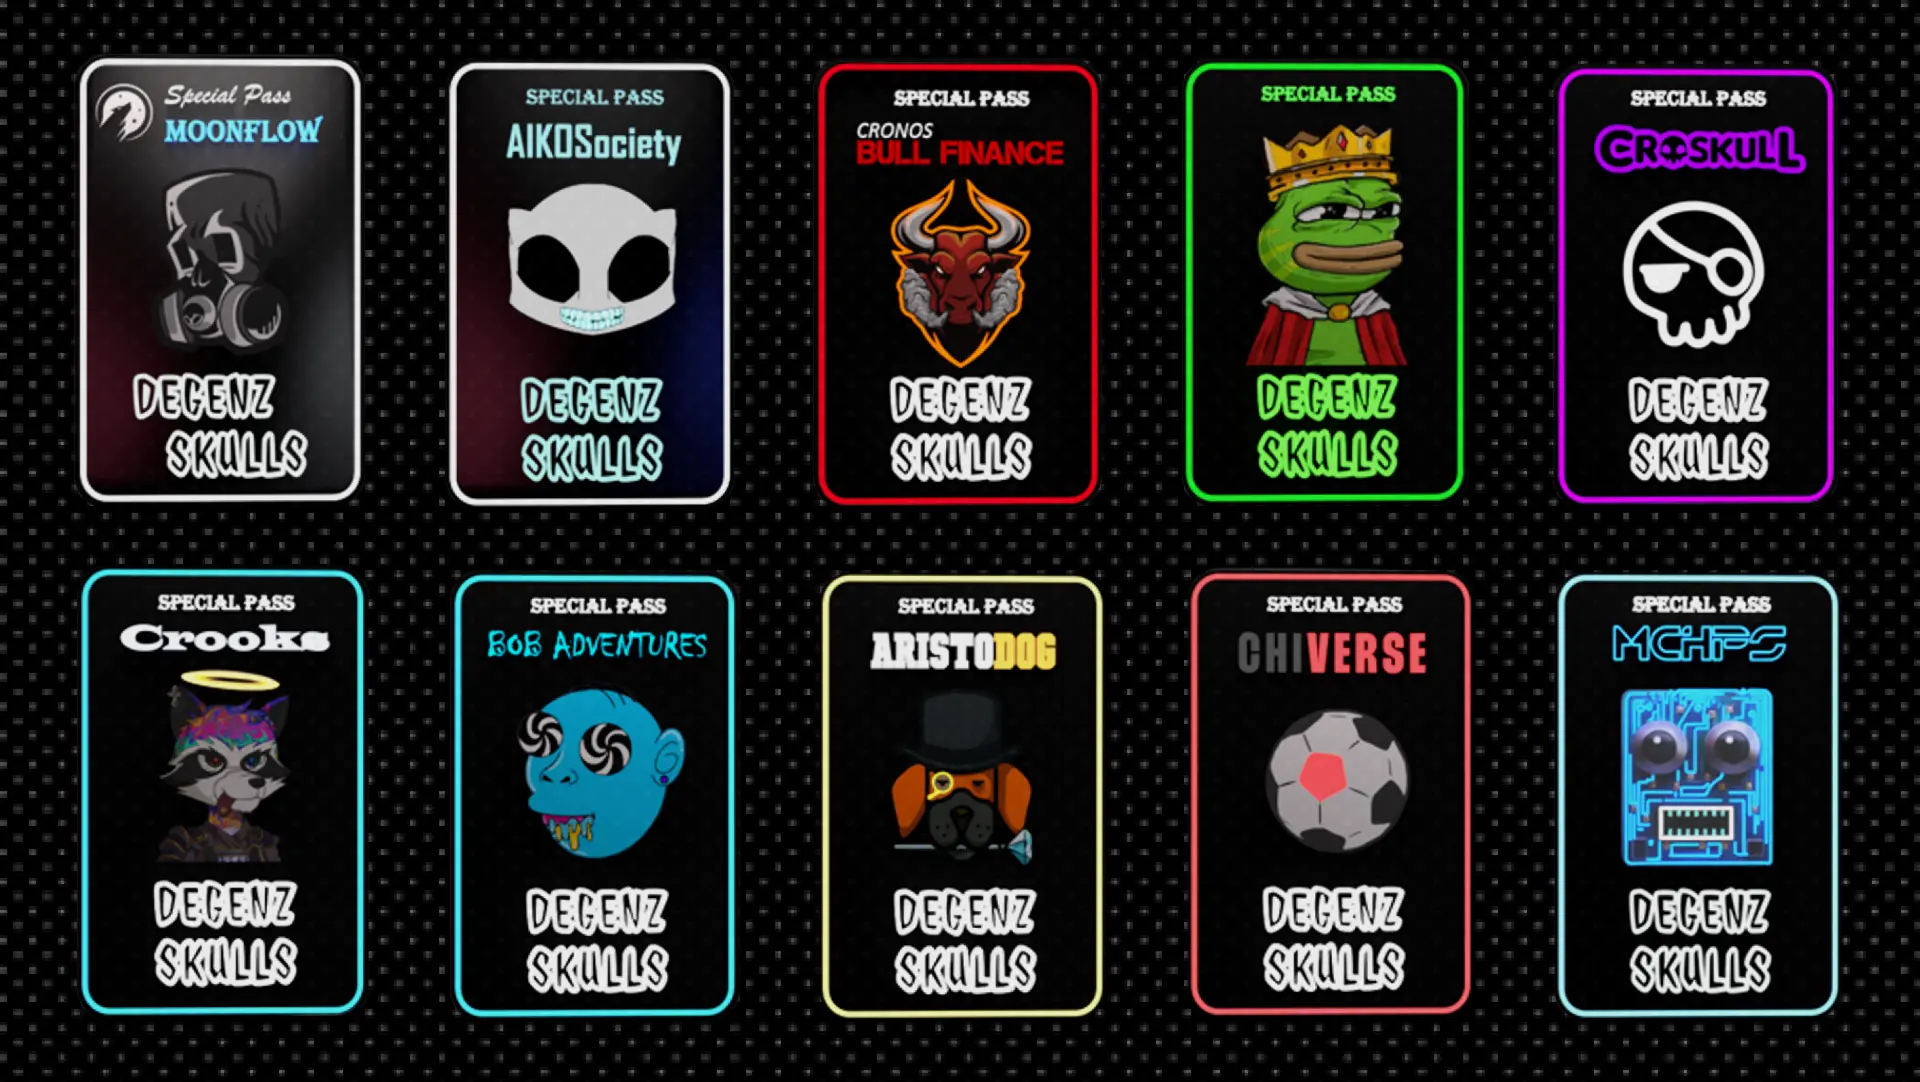 Special Pass
MOONFLOW
DEGENZ
SKULLS
SPECIAL PASS
AIKOSociety
DEGENZ
SKULLS
SPECIAL PASS
CRONOS
BULL FINANCE
DEGENZ
SKULLS
SPECIAL PASS
DEGENZ
SKULLS
SPECIAL PASS
CROSKULL
DEGENZ
SKULLS
SPECIAL PASS
Crooks
DEGENZ
SKULLS
SPECIAL PASS
BOB ADVENTURES
DEGENZ
SKULLS
SPECIAL PASS
ARISTODOG
DEGENZ
SKULLS
SPECIAL PASS
CHIVERSE
DEGENZ
SKULLS
SPECIAL PASS
MCHIPS
DEGENZ
SKULLS